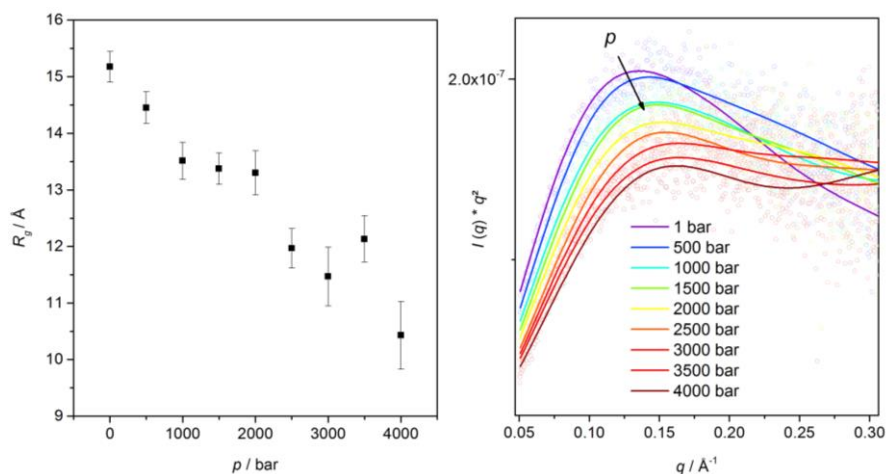 16
15
14
13
12
11
10
9
R_g / Å
0 1000 2000 3000 4000
p / bar
p
2.0x10⁻⁷
I (q) * q²
1 bar
500 bar
1000 bar
1500 bar
2000 bar
2500 bar
3000 bar
3500 bar
4000 bar
0.05 0.10 0.15 0.20 0.25 0.30
q / Å⁻¹